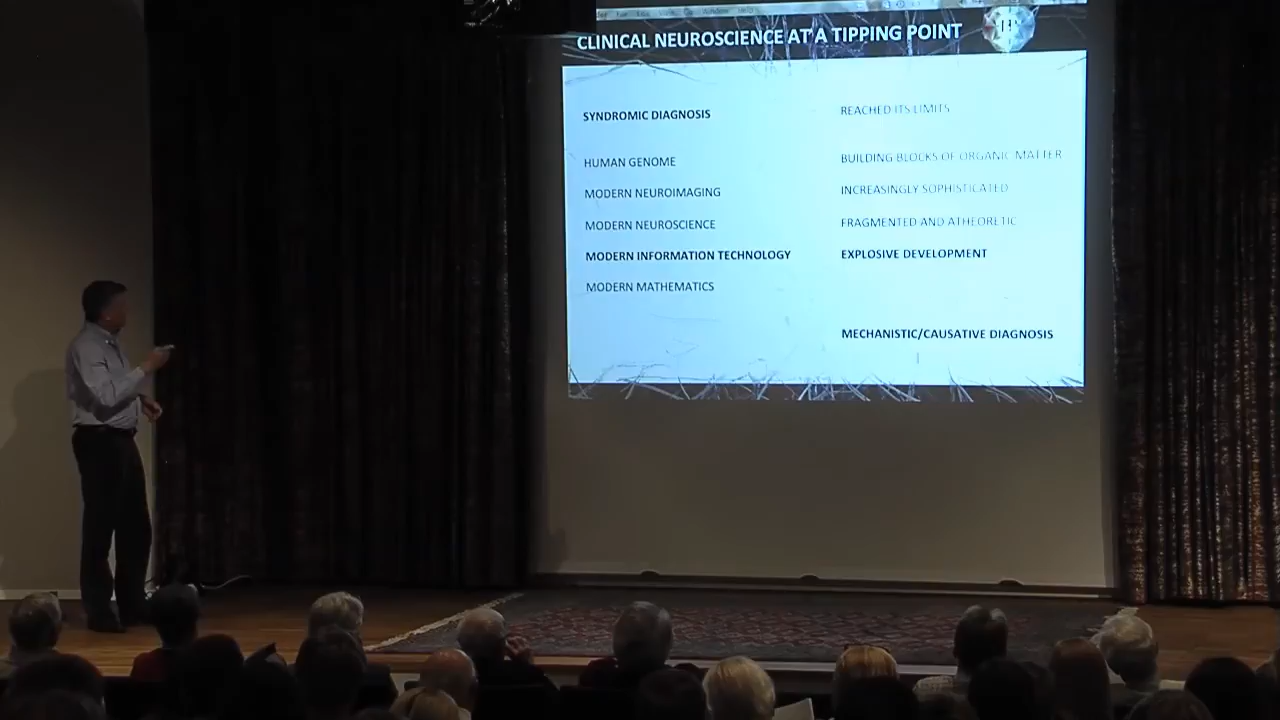 CLINICAL NEUROSCIENCE AT A TIPPING POINT
SYNDROMIC DIAGNOSIS
REACHED ITS LIMITS
HUMAN GENOME
BUILDING BLOCKS OF ORGANIC MATTER
MODERN NEUROIMAGING
INCREASINGLY SOPHISTICATED
MODERN NEUROSCIENCE
FRAGMENTED AND ATHEORETIC
MODERN INFORMATION TECHNOLOGY
EXPLOSIVE DEVELOPMENT
MODERN MATHEMATICS
MECHANISTIC/CAUSATIVE DIAGNOSIS